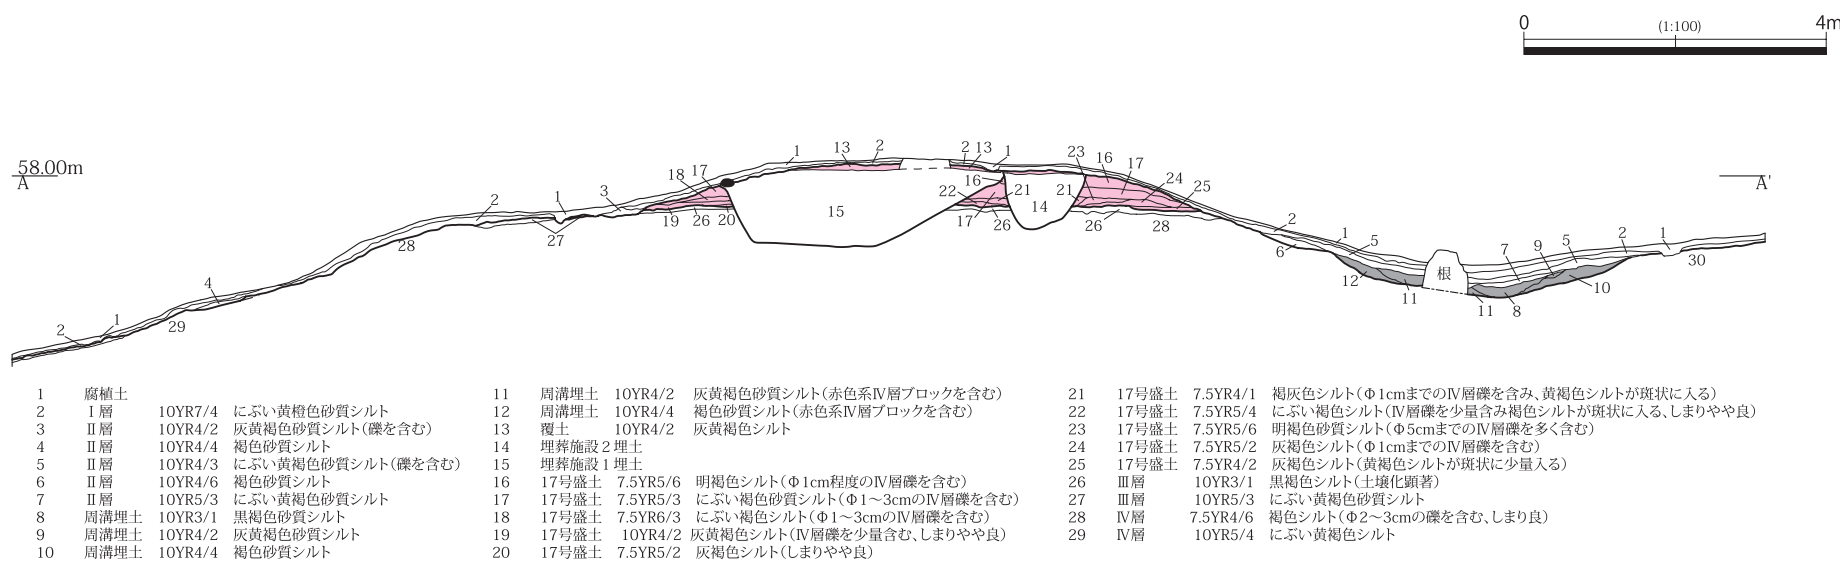 0 (1:100) 4m
58.00m
A
A'
13 2 1
1 17 18 3 1 2
2 13 1 23 16 17 24 25
16 22 21 21
15 14
19 26 20 17 26 26 28
27 28
2 1 5 6 7 9 5 2 1 30
根
12 11 11 8 10
4
2 1 29
1 腐植土
2 Ⅰ層 10YR7/4 にぶい黄橙色砂質シルト
3 Ⅱ層 10YR4/2 灰黄褐色砂質シルト(礫を含む)
4 Ⅱ層 10YR4/4 褐色砂質シルト
5 Ⅱ層 10YR4/3 にぶい黄褐色砂質シルト(礫を含む)
6 Ⅱ層 10YR4/6 褐色砂質シルト
7 Ⅱ層 10YR5/3 にぶい黄褐色砂質シルト
8 周溝埋土 10YR3/1 黒褐色砂質シルト
9 周溝埋土 10YR4/2 灰黄褐色砂質シルト
10 周溝埋土 10YR4/4 褐色砂質シルト
11 周溝埋土 10YR4/2 灰黄褐色砂質シルト(赤色系Ⅳ層ブロックを含む)
12 周溝埋土 10YR4/4 褐色砂質シルト(赤色系Ⅳ層ブロックを含む)
13 覆土 10YR4/2 灰黄褐色シルト
14 埋葬施設2埋土
15 埋葬施設1埋土
16 17号盛土 7.5YR5/6 明褐色シルト(Φ1cm程度のⅣ層礫を含む)
17 17号盛土 7.5YR5/3 にぶい褐色砂質シルト(Φ1～3cmのⅣ層礫を含む)
18 17号盛土 7.5YR6/3 にぶい褐色シルト(Φ1～3cmのⅣ層礫を含む)
19 17号盛土 10YR4/2 灰黄褐色シルト(Ⅳ層礫を少量含む、しまりやや良)
20 17号盛土 7.5YR5/2 灰褐色シルト(しまりやや良)
21 17号盛土 7.5YR4/1 褐灰色シルト(Φ1cmまでのⅣ層礫を含み、黄褐色シルトが斑状に入る)
22 17号盛土 7.5YR5/4 にぶい褐色シルト(Ⅳ層礫を少量含み褐色シルトが斑状に入る、しまりやや良)
23 17号盛土 7.5YR5/6 明褐色砂質シルト(Φ5cmまでのⅣ層礫を多く含む)
24 17号盛土 7.5YR5/2 灰褐色シルト(Φ1cmまでのⅣ層礫を含む)
25 17号盛土 7.5YR4/2 灰褐色シルト(黄褐色シルトが斑状に少量入る)
26 Ⅲ層 10YR3/1 黒褐色シルト(土壌化顕著)
27 Ⅲ層 10YR5/3 にぶい黄褐色砂質シルト
28 Ⅳ層 7.5YR4/6 褐色シルト(Φ2～3cmの礫を含む、しまり良)
29 Ⅳ層 10YR5/4 にぶい黄褐色シルト